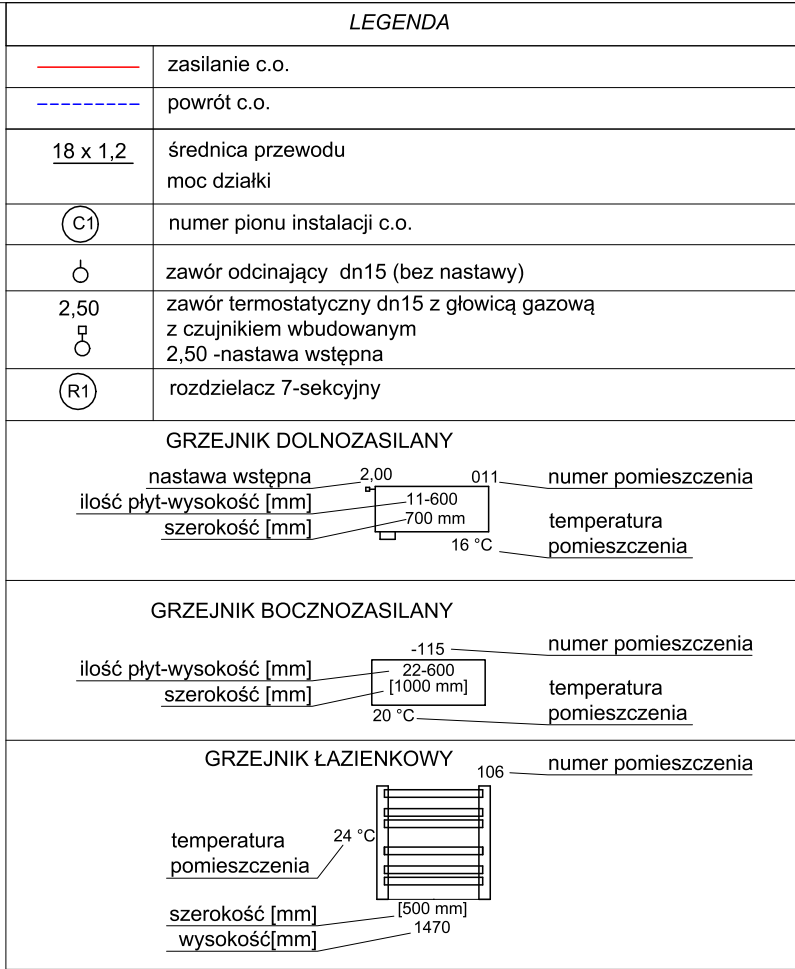 LEGENDA
zasilanie c.o.
powrót c.o.
18 x 1,2
średnica przewodu
moc działki
C1
numer pionu instalacji c.o.
zawór odcinający dn15 (bez nastawy)
2,50
zawór termostatyczny dn15 z głowicą gazową
z czujnikiem wbudowanym
2,50 -nastawa wstępna
R1
rozdzielacz 7-sekcyjny
GRZEJNIK DOLNOZASILANY
nastawa wstępna 2,00 011 numer pomieszczenia
ilość płyt-wysokość [mm] 11-600
szerokość [mm] 700 mm
temperatura
16 °C pomieszczenia
GRZEJNIK BOCZNOZASILANY
-115 numer pomieszczenia
ilość płyt-wysokość [mm] 22-600
szerokość [mm] [1000 mm]
temperatura
20 °C pomieszczenia
GRZEJNIK ŁAZIENKOWY
106 numer pomieszczenia
temperatura 24 °C
pomieszczenia
szerokość [mm] [500 mm]
wysokość[mm] 1470